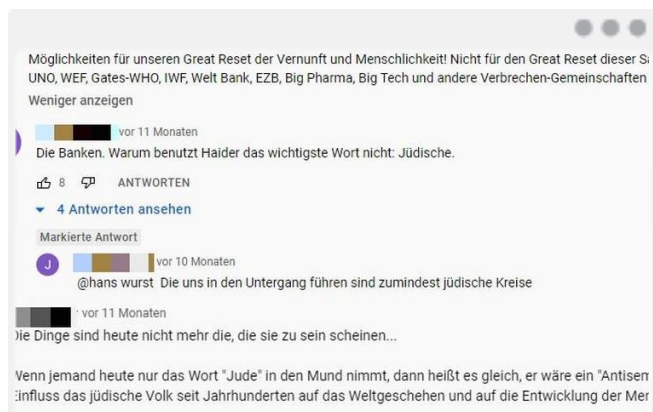 Möglichkeiten für unseren Great Reset der Vernunft und Menschlichkeit! Nicht für den Great Reset dieser
UNO, WEF, Gates-WHO, IWF, Welt Bank, EZB, Big Pharma, Big Tech und andere Verbrechen-Gemeinschaften
Weniger anzeigen
vor 11 Monaten
Die Banken. Warum benutzt Haider das wichtigste Wort nicht: Jüdische.
8 ANTWORTEN
4 Antworten ansehen
Markierte Antwort
J vor 10 Monaten
@hans wurst Die uns in den Untergang führen sind zumindest jüdische Kreise
vor 11 Monaten
Die Dinge sind heute nicht mehr die, die sie zu sein scheinen...
Wenn jemand heute nur das Wort "Jude" in den Mund nimmt, dann heißt es gleich, er wäre ein "Antisem
Einfluss das jüdische Volk seit Jahrhunderten auf das Weltgeschehen und auf die Entwicklung der